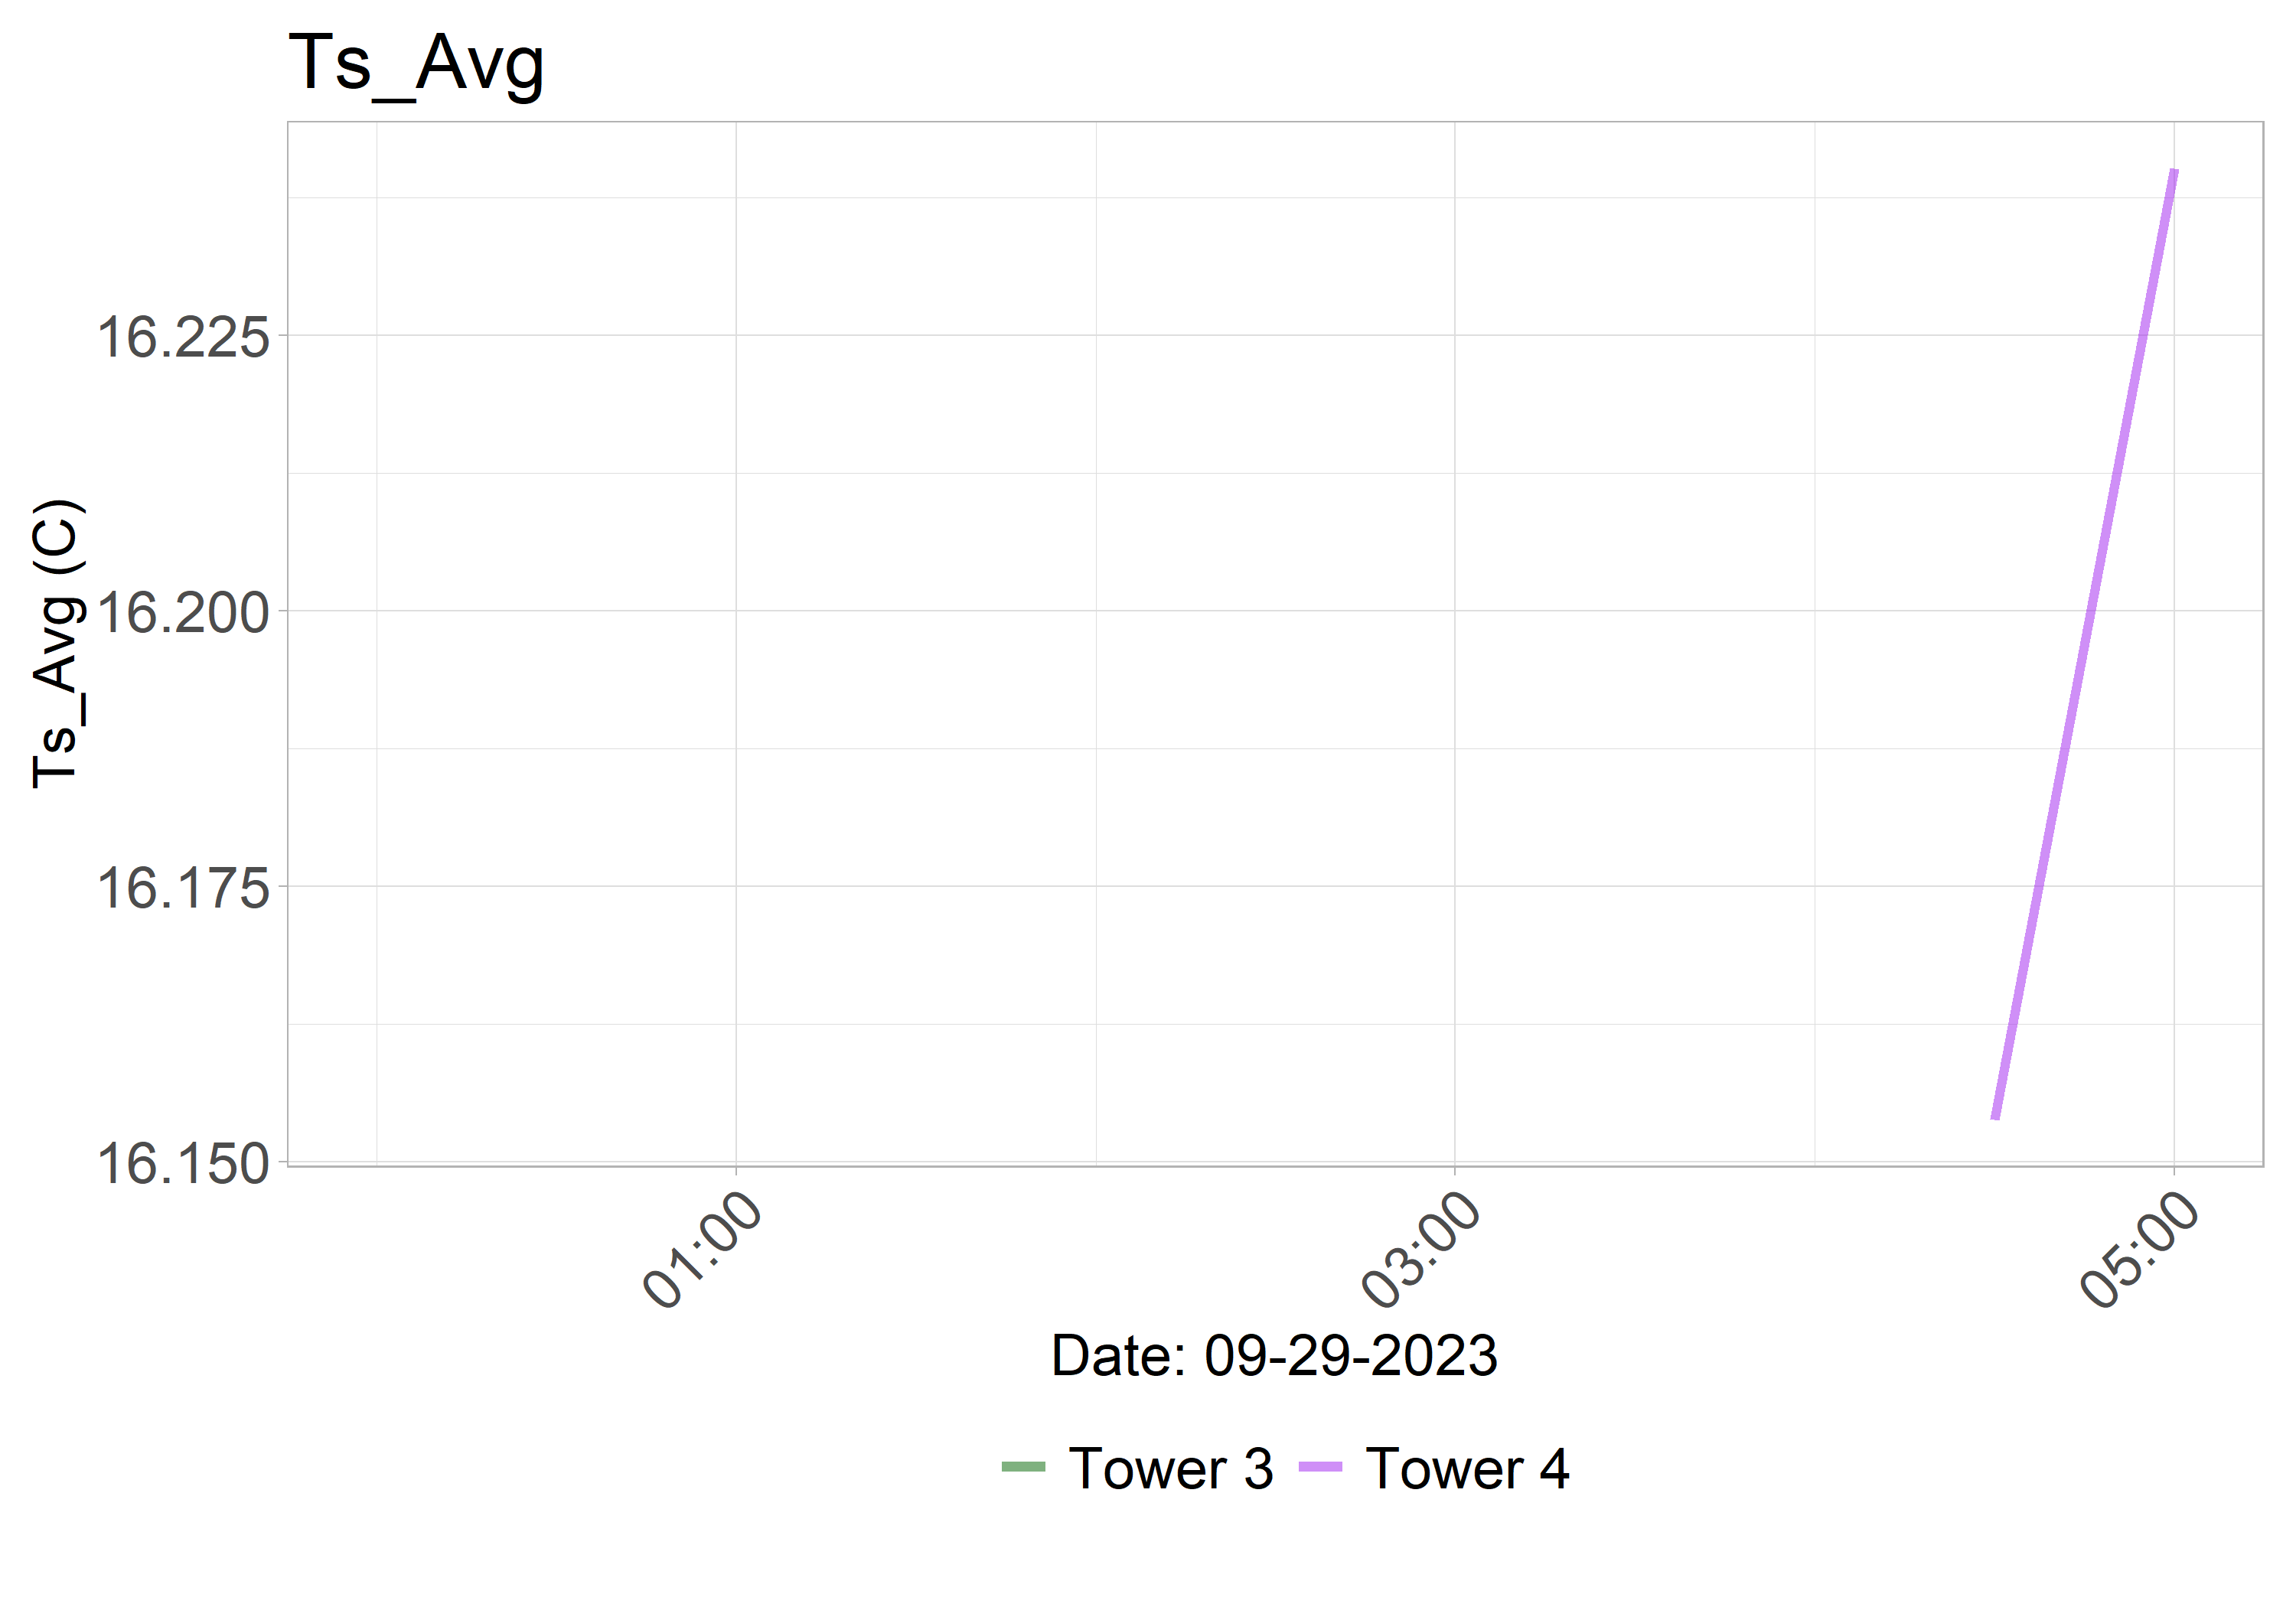 Ts_Avg
Ts_Avg (C)
16.225
16.200
16.175
16.150
01:00
03:00
05:00
Date: 09-29-2023
Tower 3
Tower 4